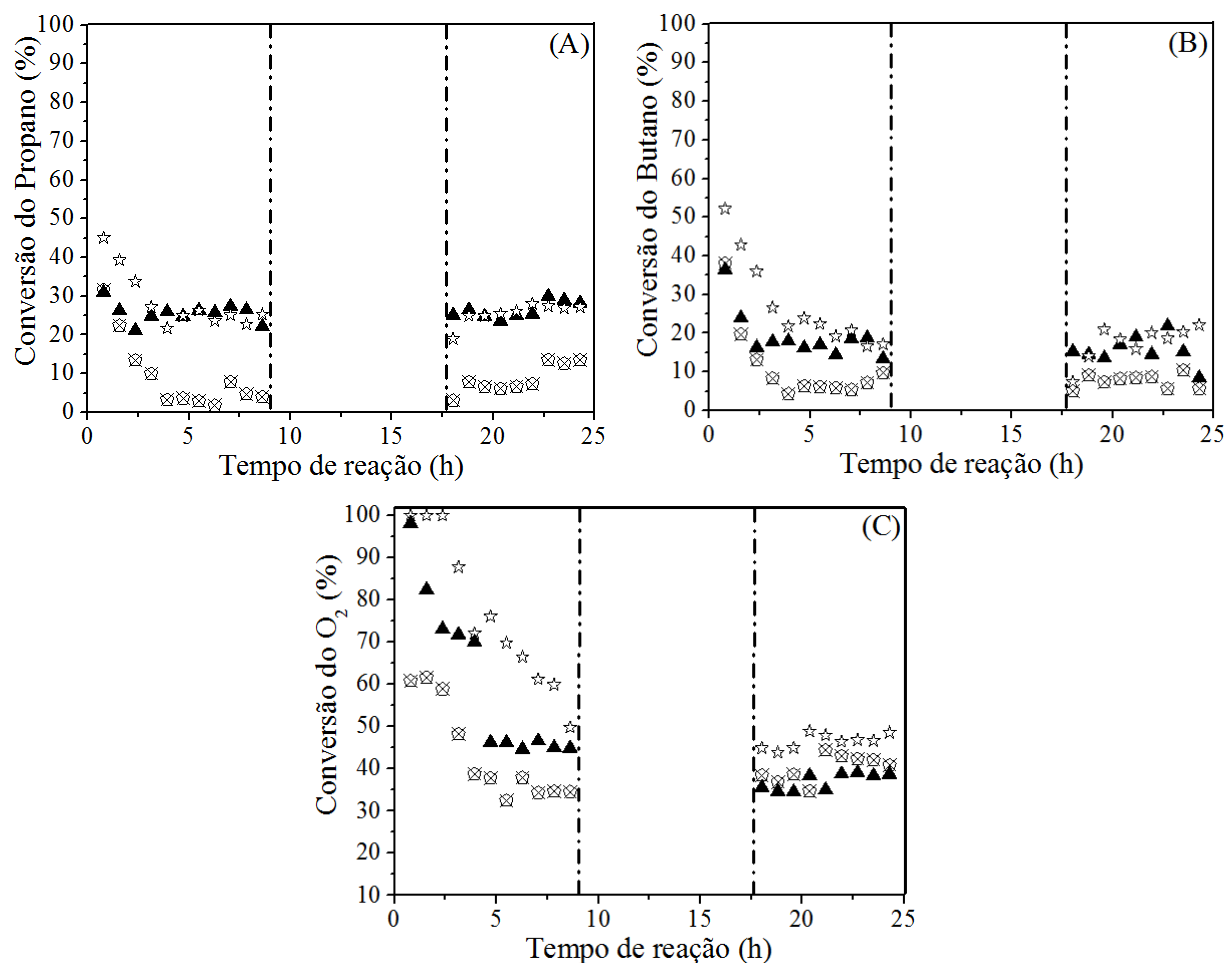 (A)
Conversão do Propano (%)
100
90
80
70
60
50
40
30
20
10
0
0 5 10 15 20 25
Tempo de reação (h)
(B)
Conversão do Butano (%)
100
90
80
70
60
50
40
30
20
10
0
0 5 10 15 20 25
Tempo de reação (h)
(C)
Conversão do O₂ (%)
100
90
80
70
60
50
40
30
20
10
0 5 10 15 20 25
Tempo de reação (h)